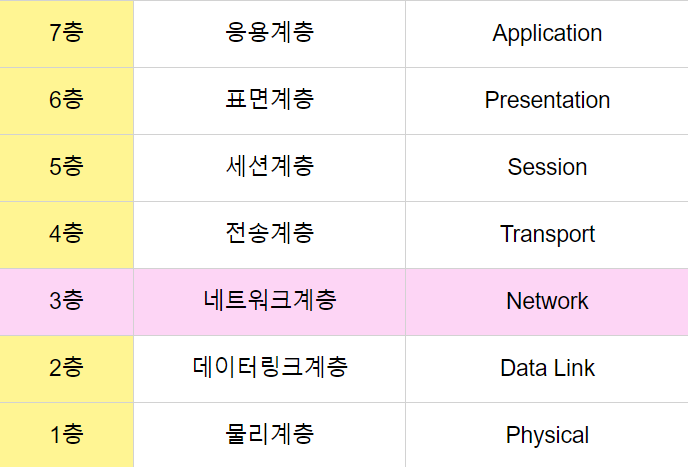 7층 응용계층 Application
6층 표면계층 Presentation
5층 세션계층 Session
4층 전송계층 Transport
3층 네트워크계층 Network
2층 데이터링크계층 Data Link
1층 물리계층 Physical